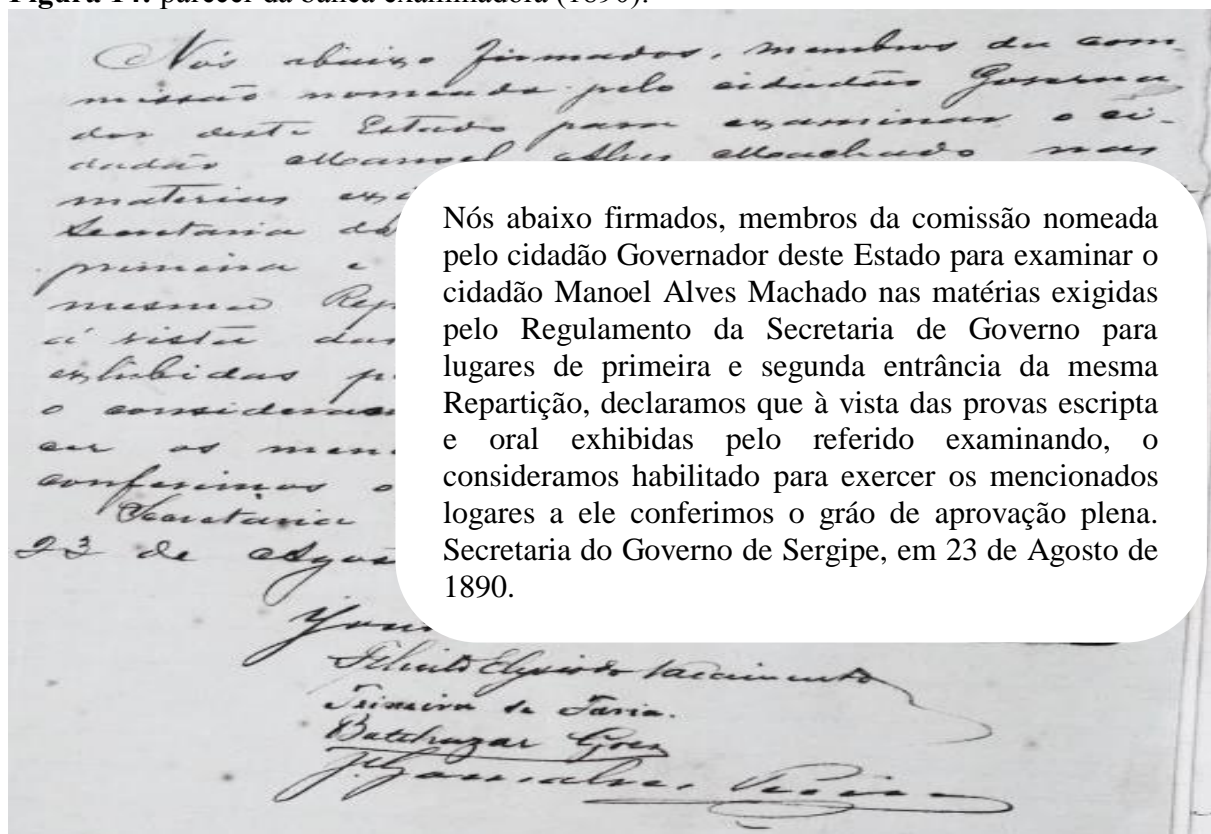 Figura 14: parecer da banca examinadora (1890).
Nós abaixo firmados, membros da com-
missão nomeada pelo cidadão Governa
dor deste Estado para examinar o ci-
dadão Manoel Alves Machado nas
materias
Secretaria
primeira e
mesma
á vista das
exhibidas
o consideramos
cer os
conferimos o
Secretaria
23 de
Nós abaixo firmados, membros da comissão nomeada
pelo cidadão Governador deste Estado para examinar o
cidadão Manoel Alves Machado nas matérias exigidas
pelo Regulamento da Secretaria de Governo para
lugares de primeira e segunda entrância da mesma
Repartição, declaramos que à vista das provas escripta
e oral exhibidas pelo referido examinando, o
consideramos habilitado para exercer os mencionados
logares a ele conferimos o gráo de aprovação plena.
Secretaria do Governo de Sergipe, em 23 de Agosto de
1890.
Nascimento
Teixeira de Faria.
Balthazar Góes